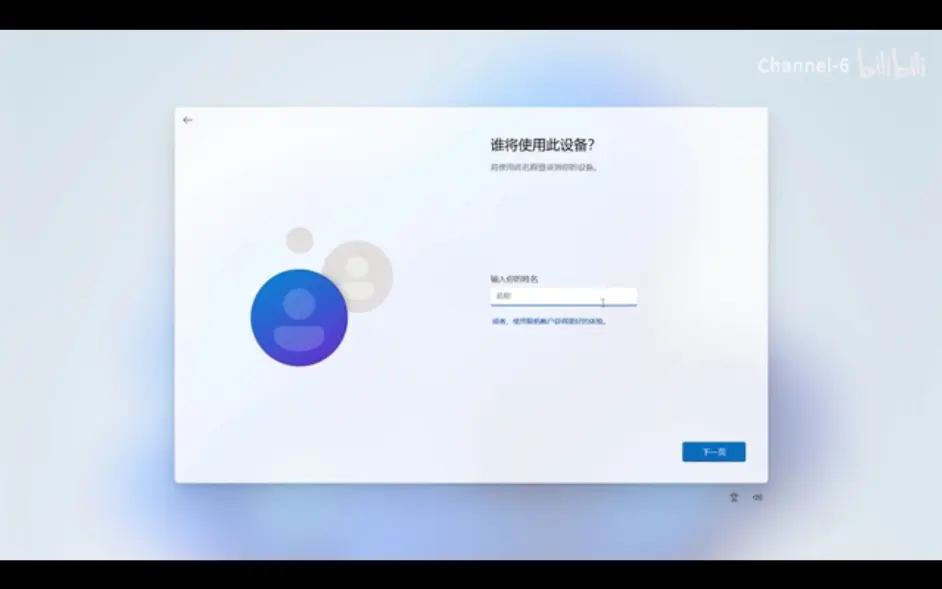 Channel-6 bilibili
谁将使用此设备?
将使用此名称登录到你的设备。
输入你的姓名
名称
或者，使用联机帐户获得更好的体验。
下一页